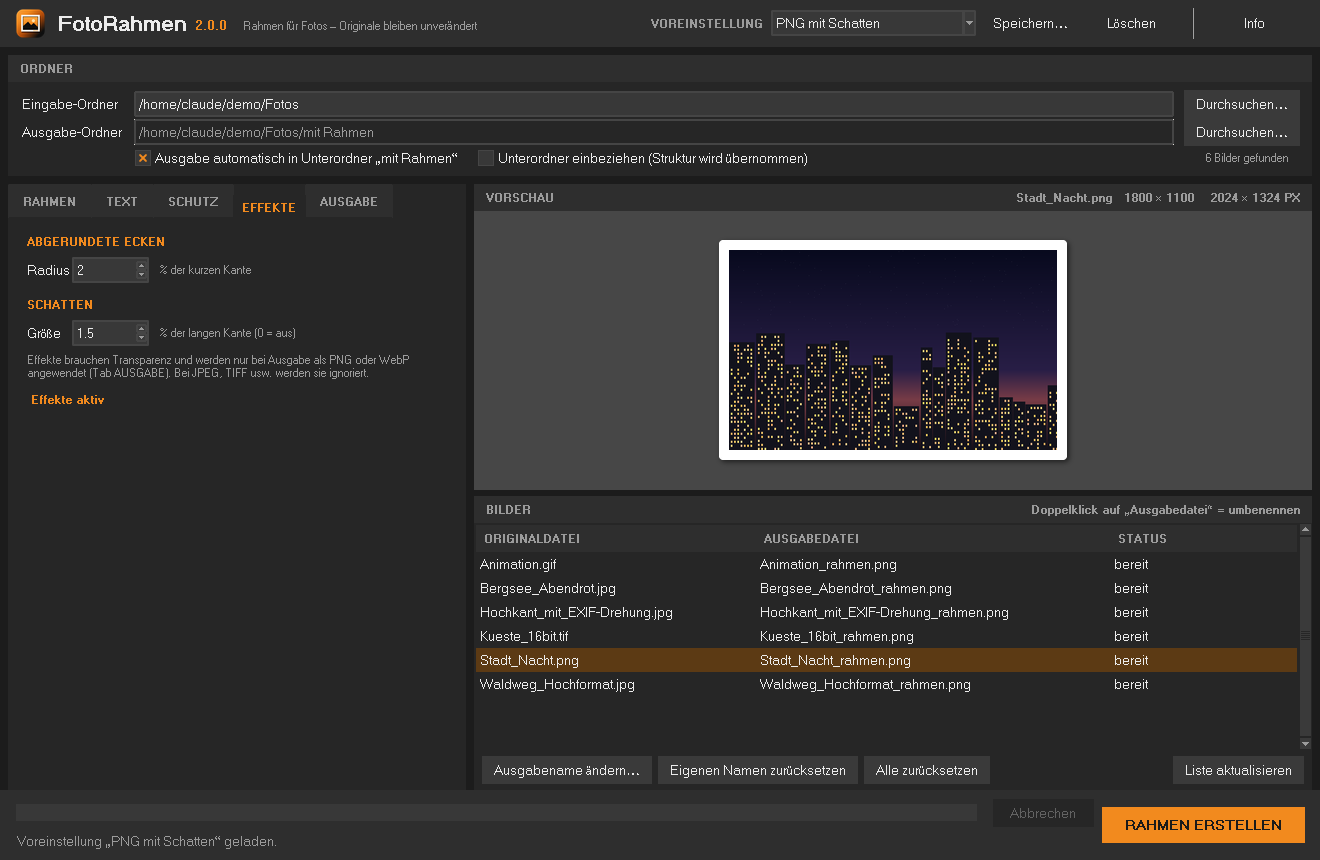 FotoRahmen 2.0.0 Rahmen für Fotos – Originale bleiben unverändert VOREINSTELLUNG PNG mit Schatten Speichern... Löschen Info
ORDNER
Eingabe-Ordner /home/claude/demo/Fotos Durchsuchen...
Ausgabe-Ordner /home/claude/demo/Fotos/mit Rahmen Durchsuchen...
Ausgabe automatisch in Unterordner „mit Rahmen“ Unterordner einbeziehen (Struktur wird übernommen) 6 Bilder gefunden
RAHMEN TEXT SCHUTZ EFFEKTE AUSGABE
ABGERUNDETE ECKEN
Radius 2 % der kurzen Kante
SCHATTEN
Größe 1.5 % der langen Kante (0 = aus)
Effekte brauchen Transparenz und werden nur bei Ausgabe als PNG oder WebP
angewendet (Tab AUSGABE). Bei JPEG, TIFF usw. werden sie ignoriert.
Effekte aktiv
VORSCHAU Stadt_Nacht.png 1800 × 1100 2024 × 1324 PX
BILDER Doppelklick auf „Ausgabedatei“ = umbenennen
ORIGINALDATEI AUSGABEDATEI STATUS
Animation.gif Animation_rahmen.png bereit
Bergsee_Abendrot.jpg Bergsee_Abendrot_rahmen.png bereit
Hochkant_mit_EXIF-Drehung.jpg Hochkant_mit_EXIF-Drehung_rahmen.png bereit
Kueste_16bit.tif Kueste_16bit_rahmen.png bereit
Stadt_Nacht.png Stadt_Nacht_rahmen.png bereit
Waldweg_Hochformat.jpg Waldweg_Hochformat_rahmen.png bereit
Ausgabename ändern... Eigenen Namen zurücksetzen Alle zurücksetzen Liste aktualisieren
Abbrechen RAHMEN ERSTELLEN
Voreinstellung „PNG mit Schatten“ geladen.